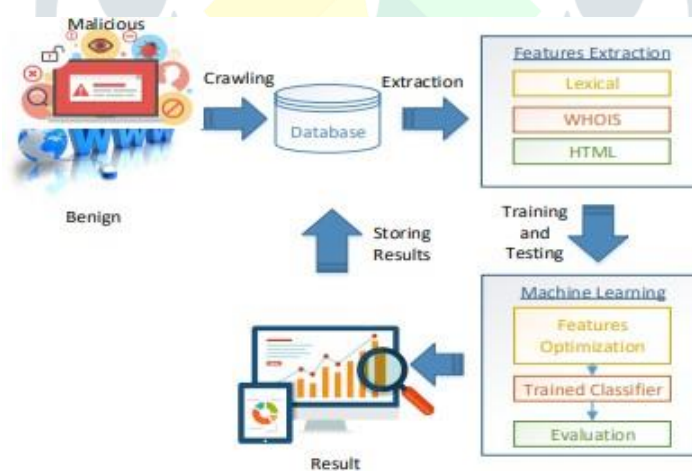 Malicious
Crawling
Extraction
Database
WWW
Benign
Features Extraction
Lexical
WHOIS
HTML
Training
and
Testing
Storing
Results
Machine Learning
Features
Optimization
Trained Classifier
Evaluation
Result